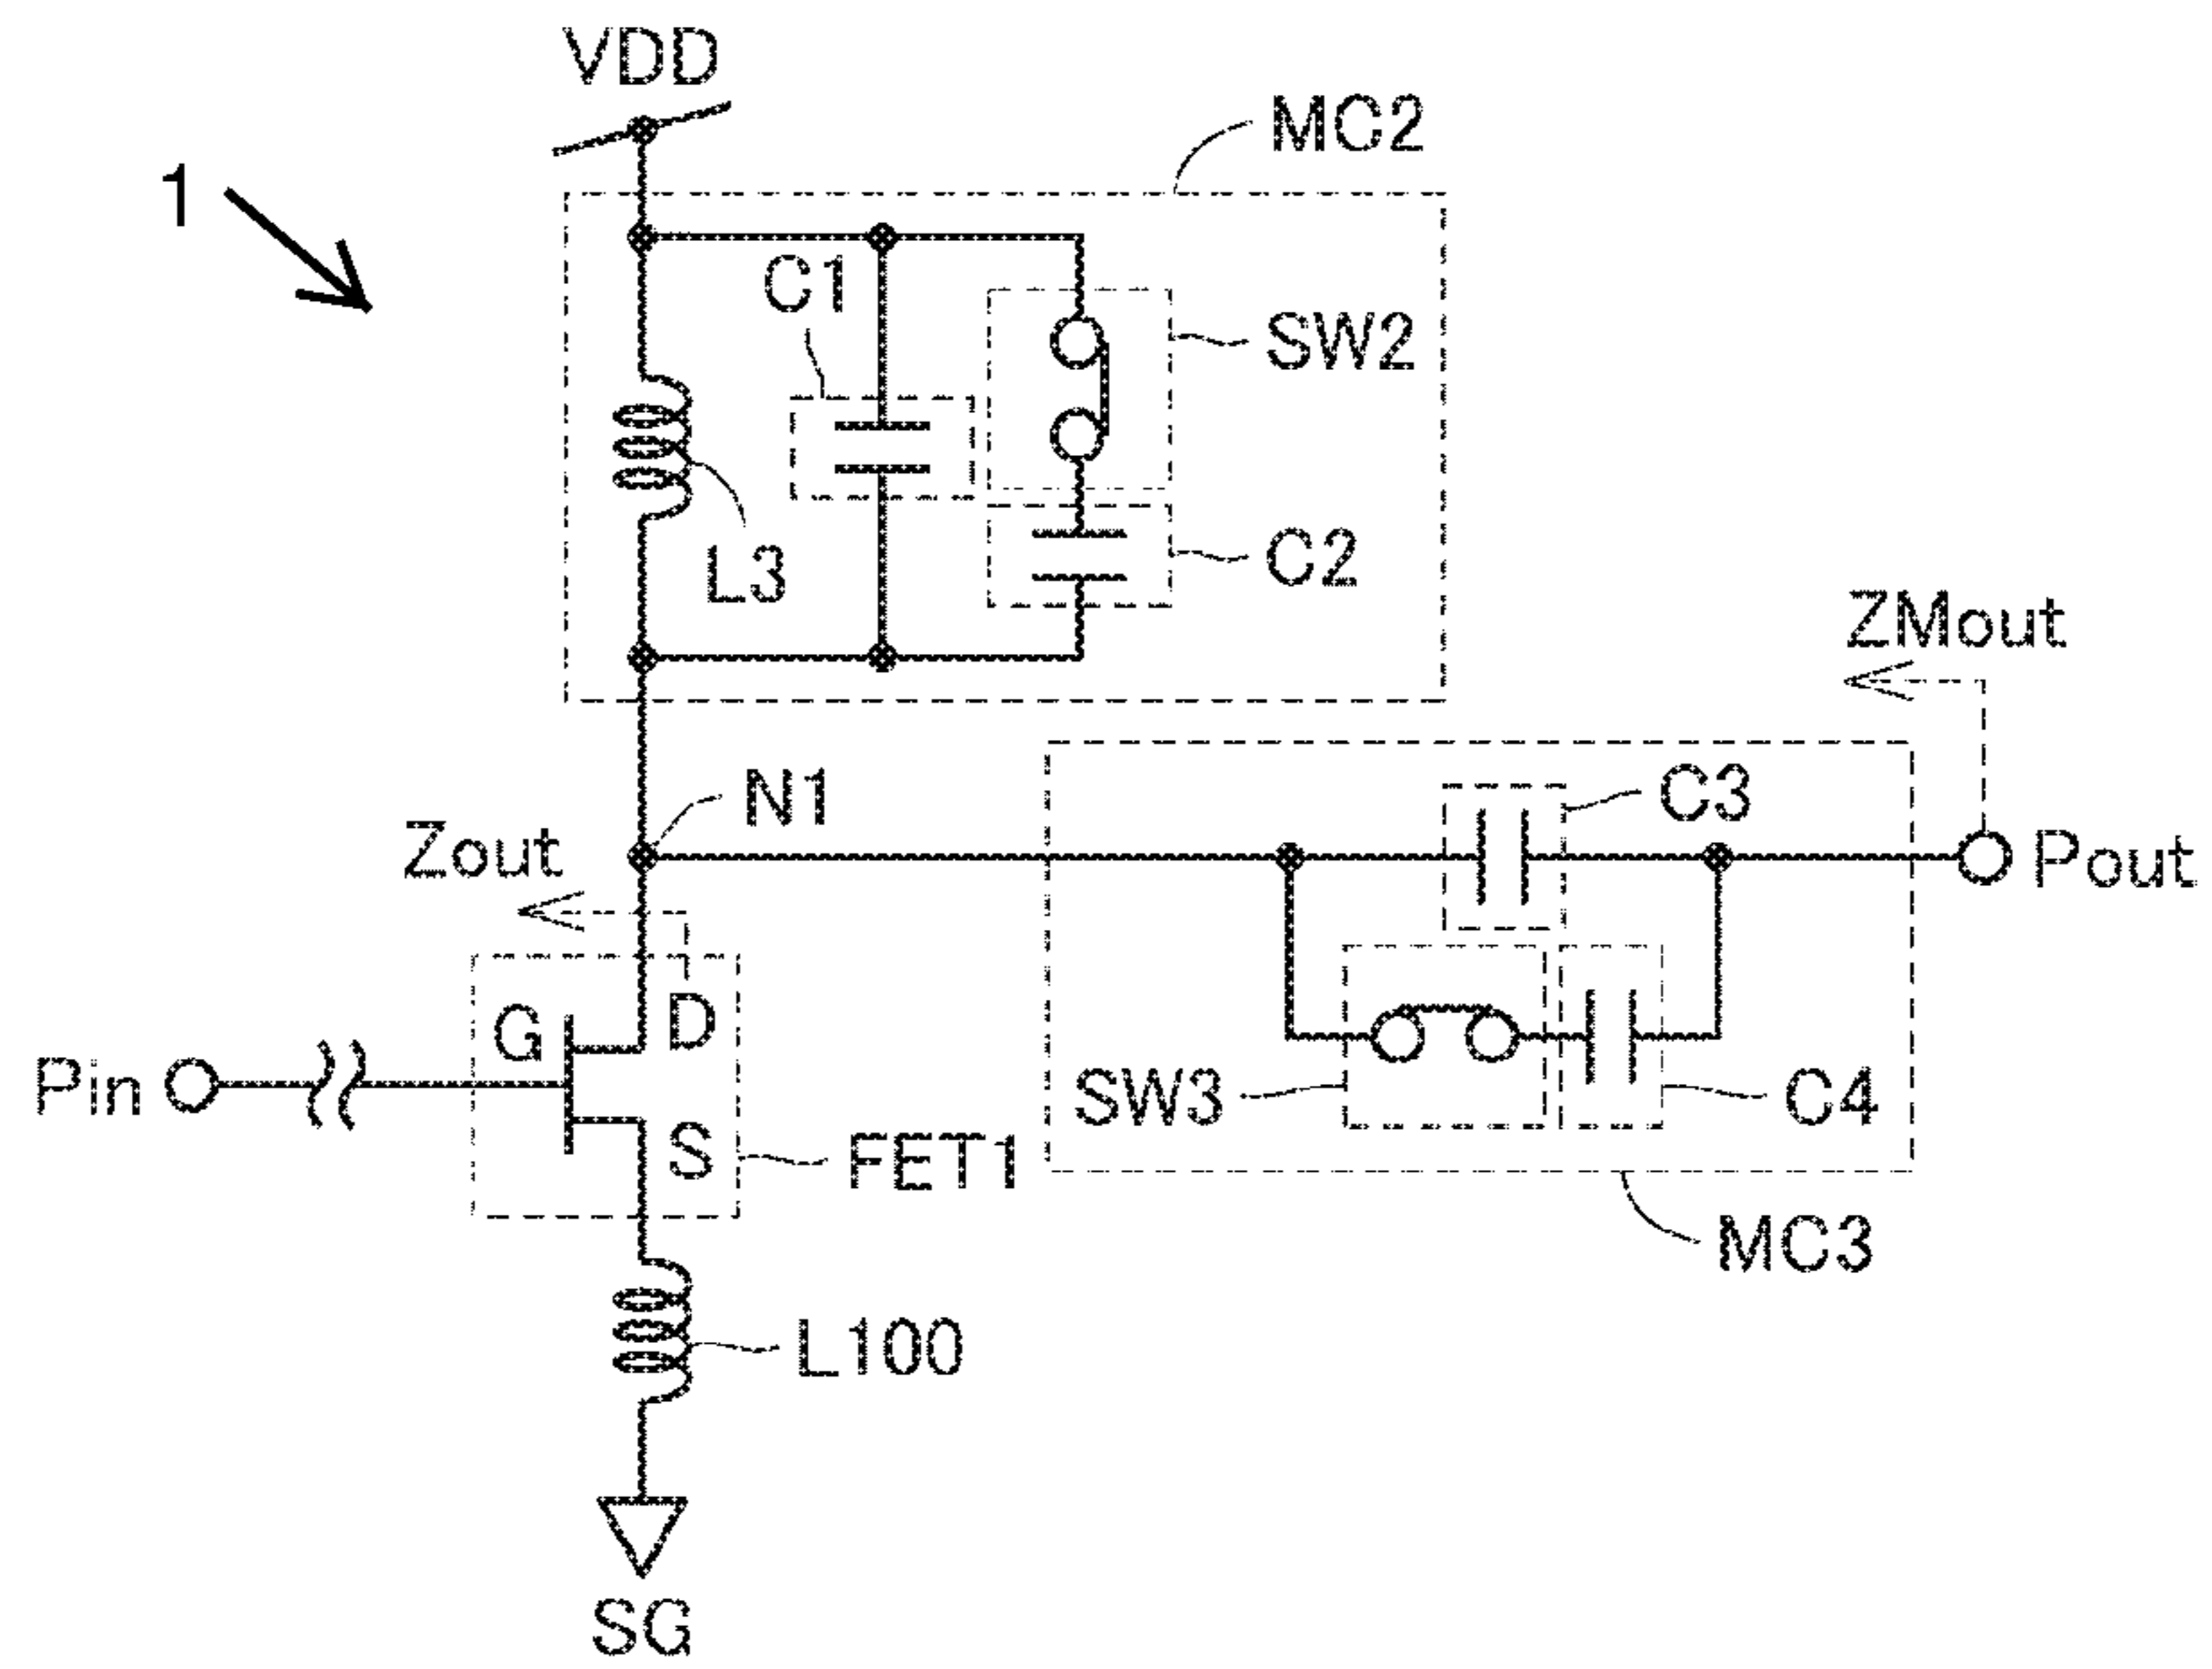 VDD
MC2
1
C1
SW2
L3
C2
ZMout
N1
C3
Zout
Pout
G
D
Pin
SW3
C4
S
FET1
MC3
L100
SG